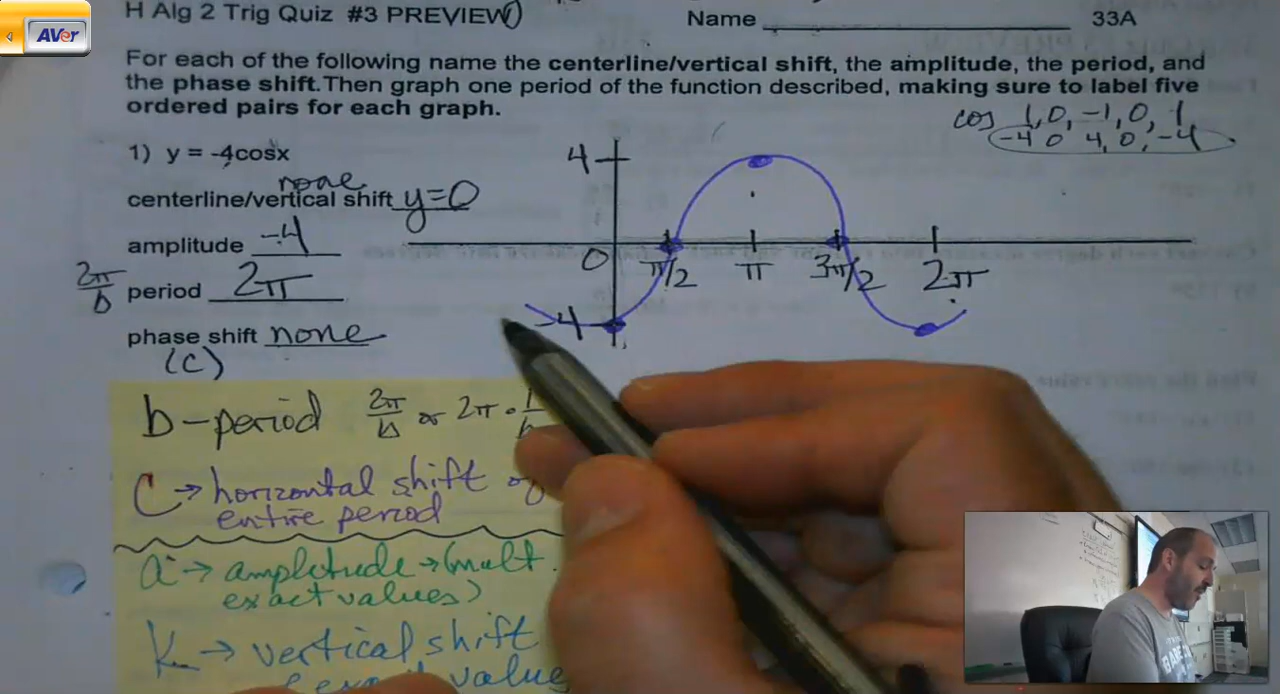 AVer
H Alg 2 Trig Quiz #3 PREVIEW
Name 33A
For each of the following name the centerline/vertical shift, the amplitude, the period, and
the phase shift. Then graph one period of the function described, making sure to label five
ordered pairs for each graph.
cos 1, 0, -1, 0, 1
-4 0 4, 0, -4
1) y = -4cosx
none
centerline/vertical shift y=0
amplitude -4
2π/b period 2π
phase shift none
(C)
4
0 π/2 π 3π/2 2π
-4
b-period 2π/b or 2π · 1
C → horizontal shift of
entire period
a → amplitude → (mult.
exact values)
K → vertical shift
values